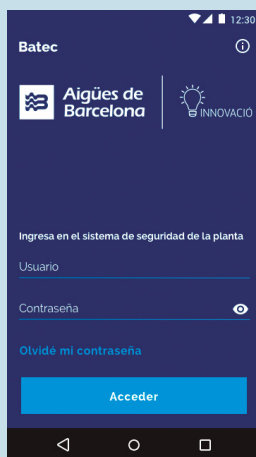 12:30
Batec
Aigües de
Barcelona
INNOVACIÓ
Ingresa en el sistema de seguridad de la planta
Usuario
Contraseña
Olvidé mi contraseña
Acceder